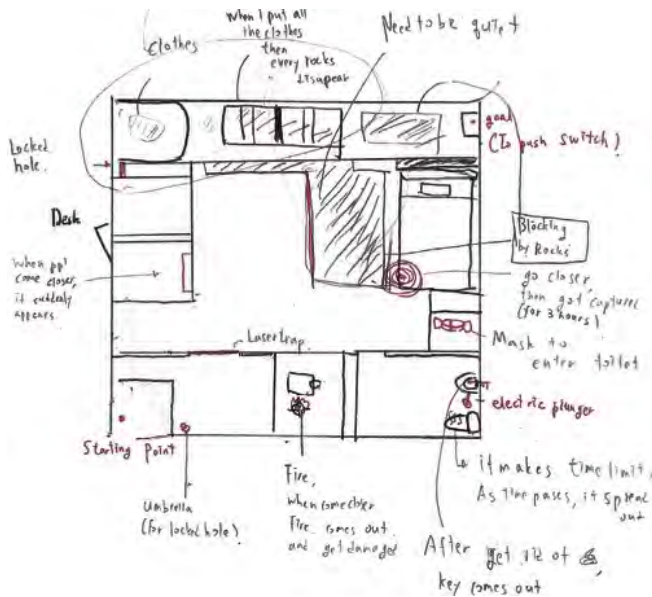 When I put all
the clothes
then
every rocks
disapear
Need to be quiet
clothes
goal
(To push switch)
Locked
hole.
Desk
Blocking
by Rocks
when ppl
come closer,
it suddenly
appears
go closer,
then got captured
(for 3 hours)
Mask to
enter toilet
Laser trap
electric plunger
Starting Point
umbrella
(for locked hole)
Fire,
when come closer
Fire comes out
and get damaged
it makes time limit,
As time passes, it spread
out
After get rid of
key comes out